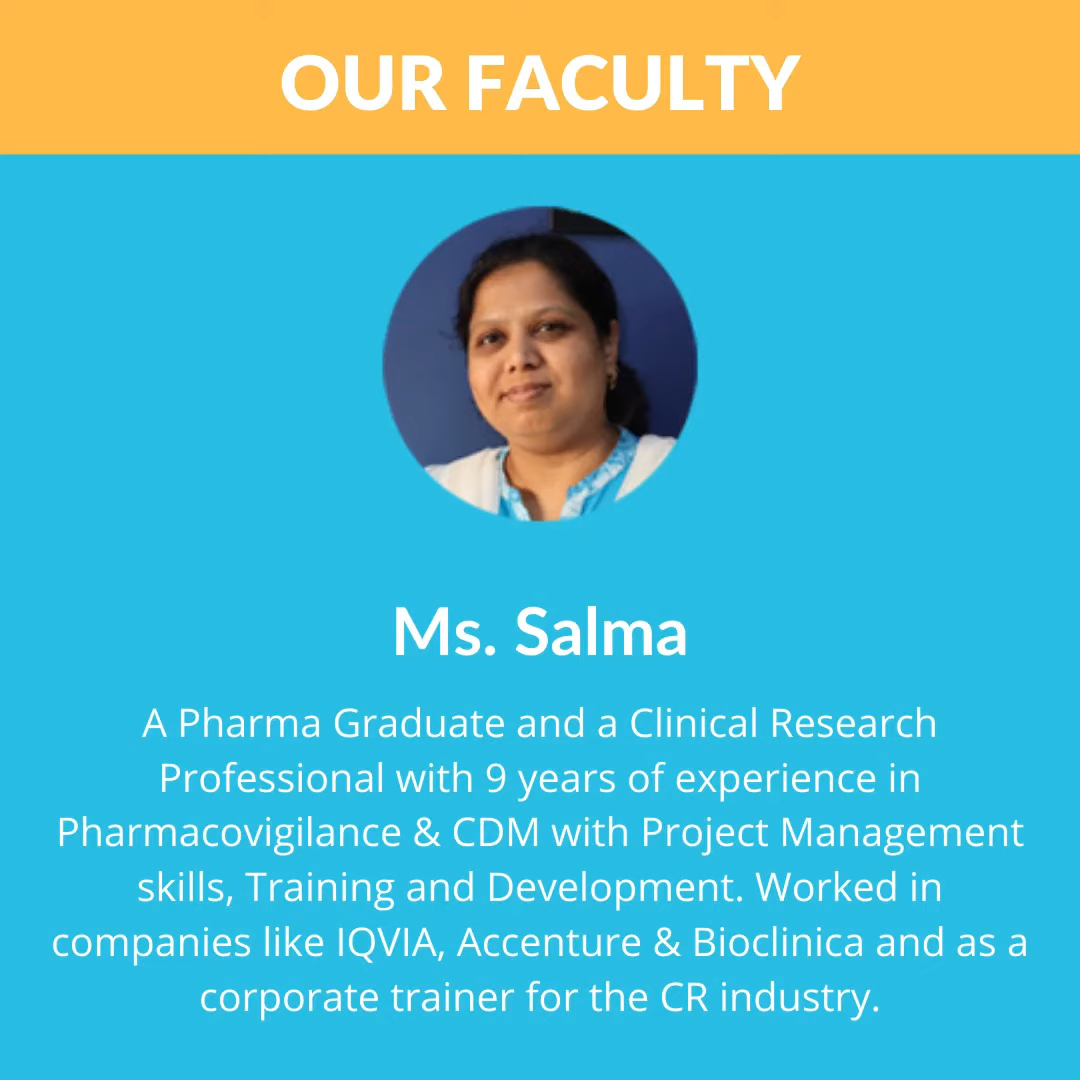 OUR FACULTY
Ms. Salma
A Pharma Graduate and a Clinical Research
Professional with 9 years of experience in
Pharmacovigilance & CDM with Project Management
skills, Training and Development. Worked in
companies like IQVIA, Accenture & Bioclinica and as a
corporate trainer for the CR industry.